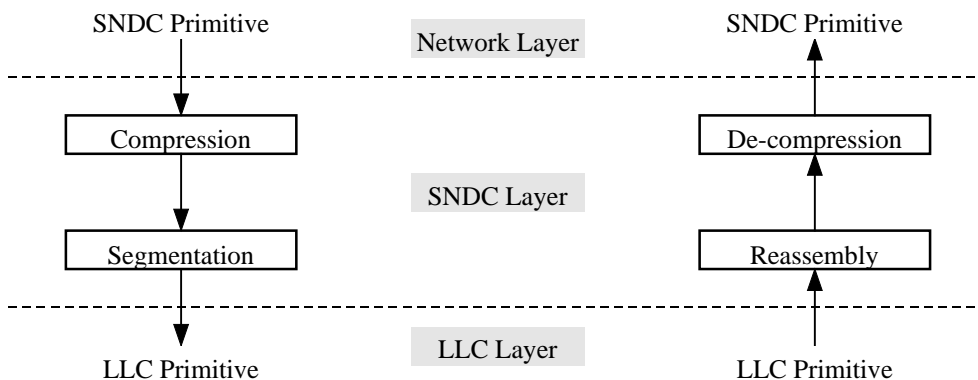 SNDC Primitive
Network Layer
SNDC Primitive
Compression
De-compression
SNDC Layer
Segmentation
Reassembly
LLC Layer
LLC Primitive
LLC Primitive